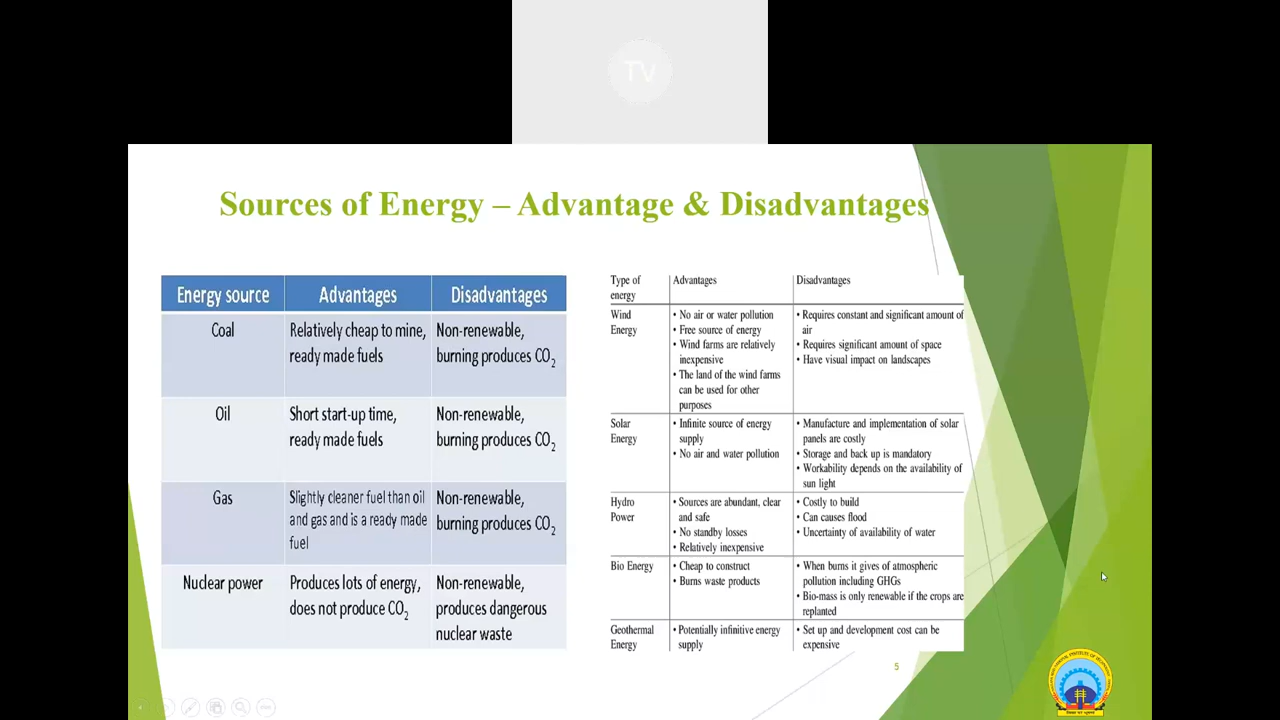 TV
Sources of Energy – Advantage & Disadvantages
Energy source Advantages Disadvantages
Coal Relatively cheap to mine, Non-renewable,
ready made fuels burning produces CO₂
Oil Short start-up time, Non-renewable,
ready made fuels burning produces CO₂
Gas Slightly cleaner fuel than oil Non-renewable,
and gas and is a ready made burning produces CO₂
fuel
Nuclear power Produces lots of energy, Non-renewable,
does not produce CO₂ produces dangerous
nuclear waste
Type of Advantages Disadvantages
energy
Wind • No air or water pollution • Requires constant and significant amount of
Energy • Free source of energy air
• Wind farms are relatively • Requires significant amount of space
inexpensive • Have visual impact on landscapes
• The land of the wind farms
can be used for other
purposes
Solar • Infinite source of energy • Manufacture and implementation of solar
Energy supply panels are costly
• No air and water pollution • Storage and back up is mandatory
• Workability depends on the availability of
sun light
Hydro • Sources are abundant, clear • Costly to build
Power and safe • Can causes flood
• No standby losses • Uncertainty of availability of water
• Relatively inexpensive
Bio Energy • Cheap to construct • When burns it gives of atmospheric
• Burns waste products pollution including GHGs
• Bio-mass is only renewable if the crops are
replanted
Geothermal • Potentially infinitive energy • Set up and development cost can be
Energy supply expensive
5